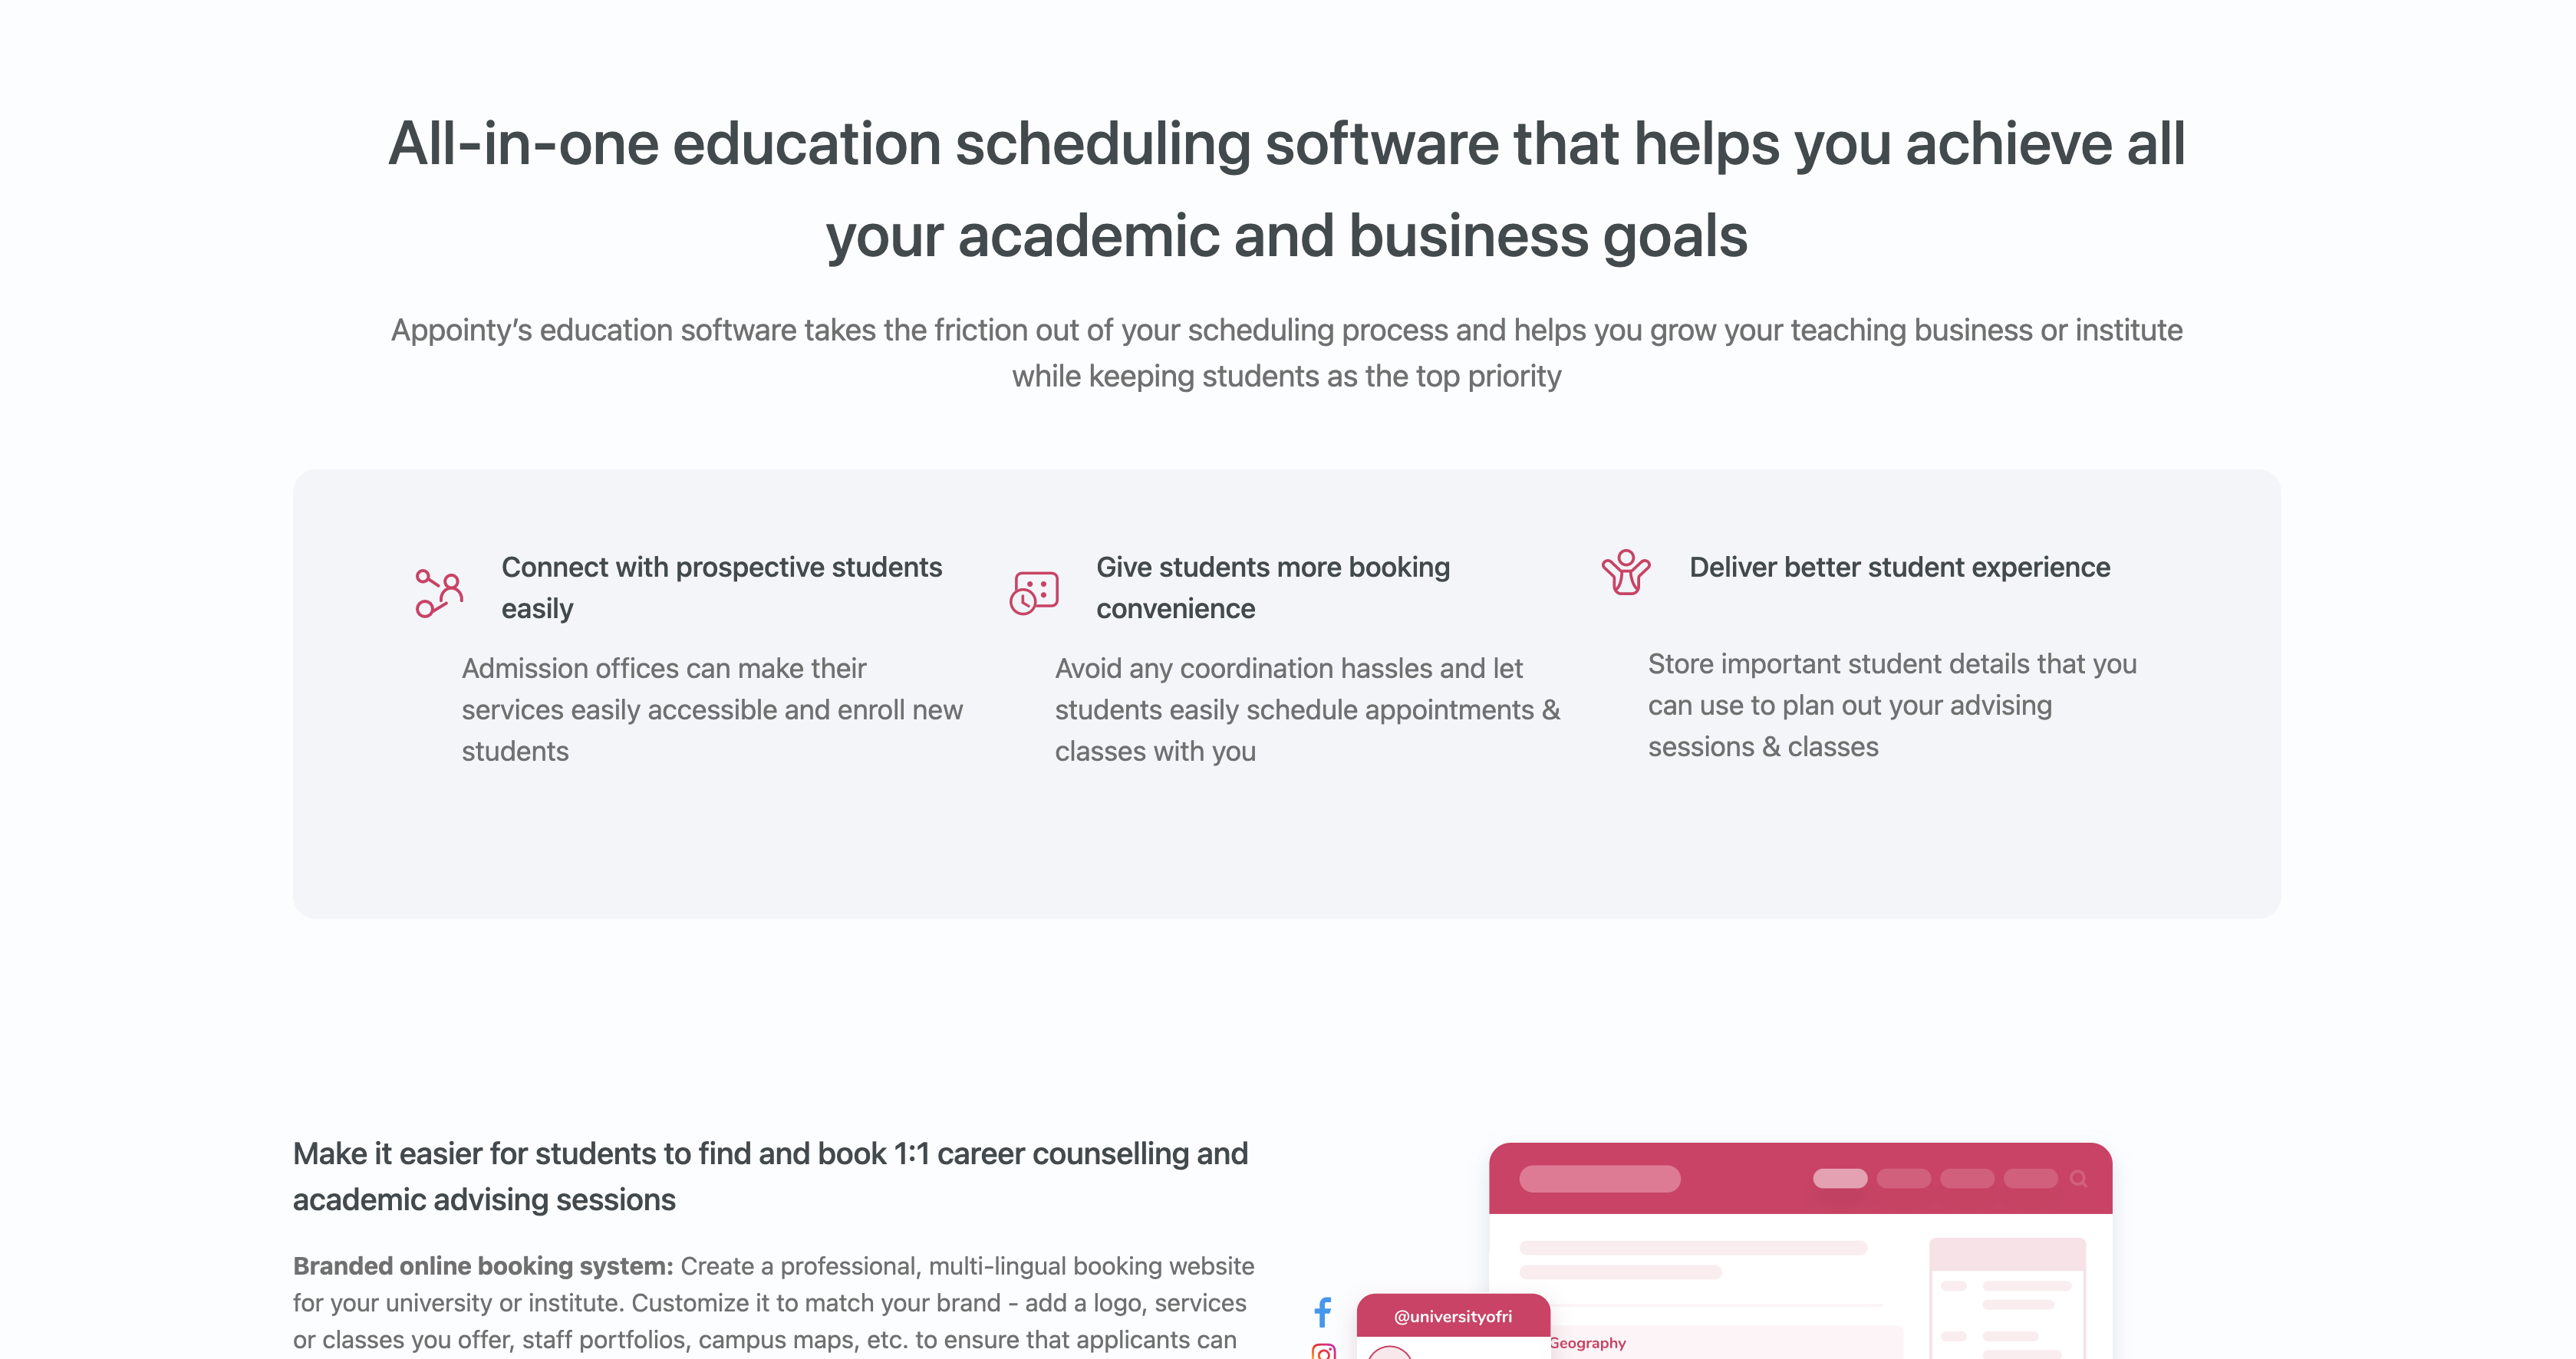 All-in-one education scheduling software that helps you achieve all
your academic and business goals
Appointy’s education software takes the friction out of your scheduling process and helps you grow your teaching business or institute
while keeping students as the top priority
Connect with prospective students
easily
Admission offices can make their
services easily accessible and enroll new
students
Give students more booking
convenience
Avoid any coordination hassles and let
students easily schedule appointments &
classes with you
Deliver better student experience
Store important student details that you
can use to plan out your advising
sessions & classes
Make it easier for students to find and book 1:1 career counselling and
academic advising sessions
Branded online booking system: Create a professional, multi-lingual booking website
for your university or institute. Customize it to match your brand - add a logo, services
or classes you offer, staff portfolios, campus maps, etc. to ensure that applicants can
@universityofri
Geography